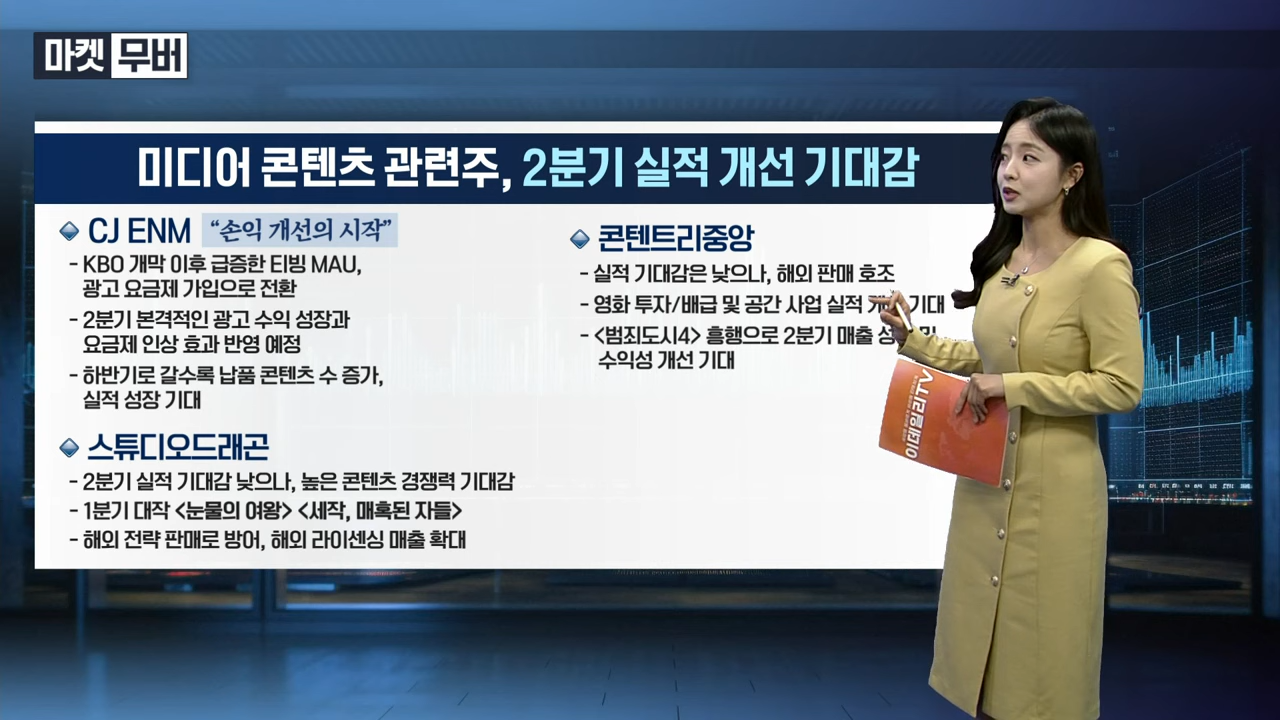 마켓 무버
미디어 콘텐츠 관련주, 2분기 실적 개선 기대감
CJ ENM "손익 개선의 시작"
- KBO 개막 이후 급증한 티빙 MAU,
광고 요금제 가입으로 전환
- 2분기 본격적인 광고 수익 성장과
요금제 인상 효과 반영 예정
- 하반기로 갈수록 납품 콘텐츠 수 증가,
실적 성장 기대
스튜디오드래곤
- 2분기 실적 기대감 낮으나, 높은 콘텐츠 경쟁력 기대감
- 1분기 대작 <눈물의 여왕> <세작, 매혹된 자들>
- 해외 전략 판매로 방어, 해외 라이센싱 매출 확대
콘텐트리중앙
- 실적 기대감은 낮으나, 해외 판매 호조
- 영화 투자/배급 및 공간 사업 실적 기대
- <범죄도시4> 흥행으로 2분기 매출
수익성 개선 기대
이데일리TV